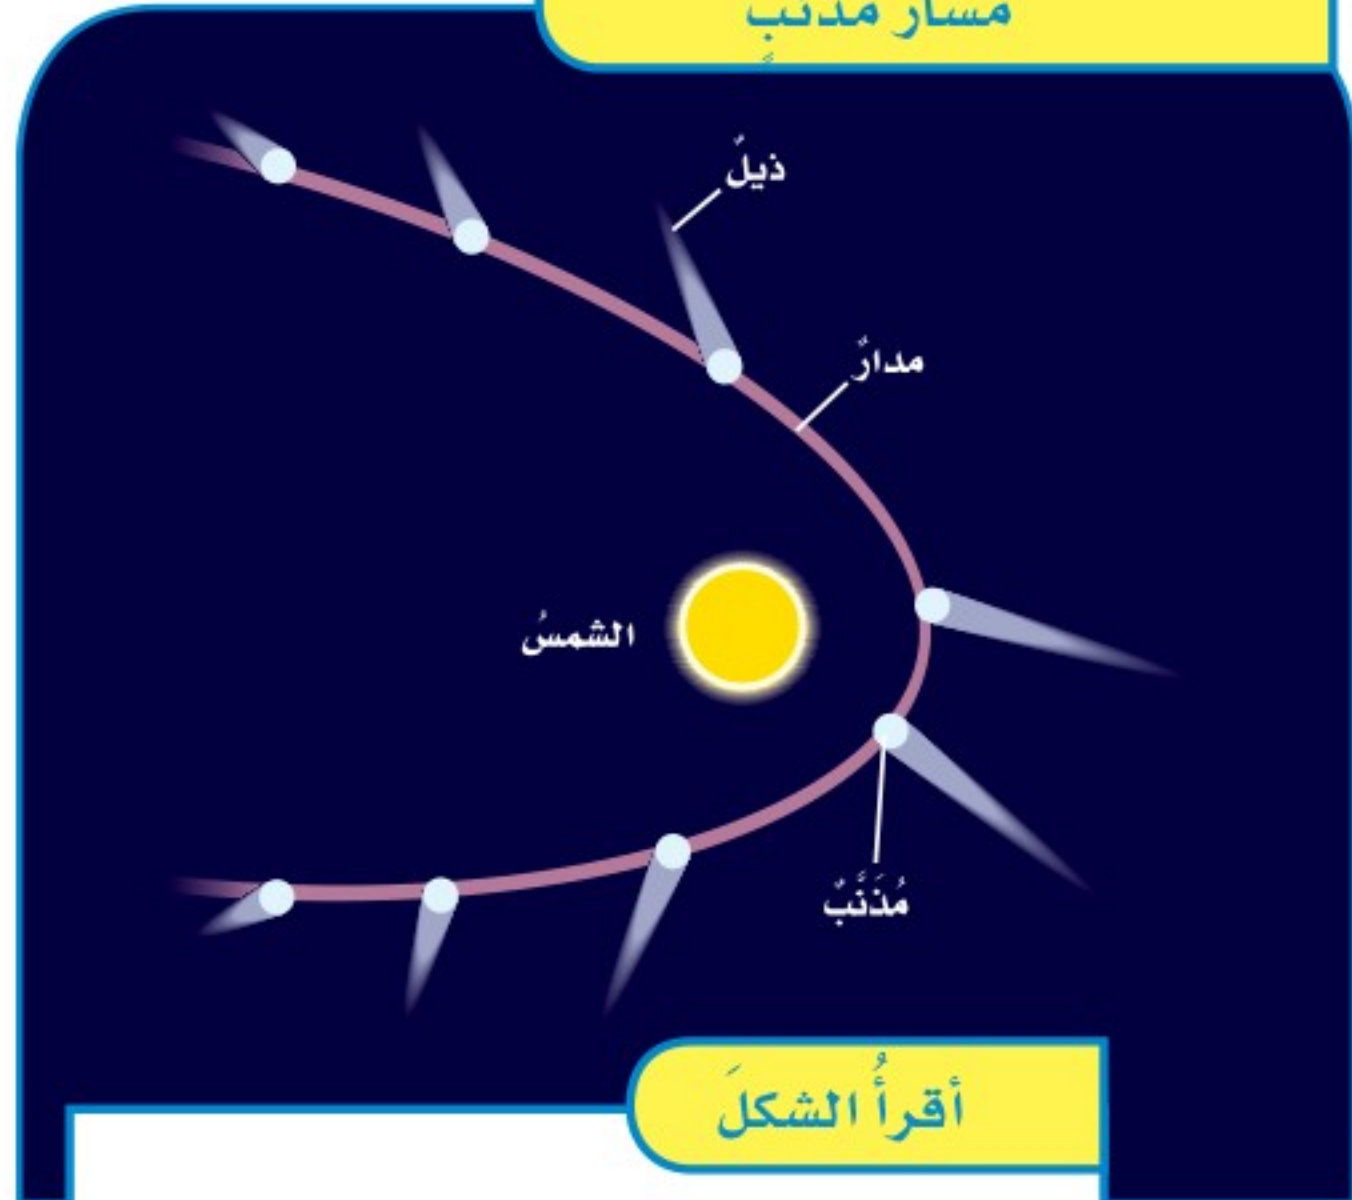 مسار مذنبٍ
ذيلٌ
مدارٌ
الشمسُ
مُذَنَّبٌ
أقرأُ الشكلَ